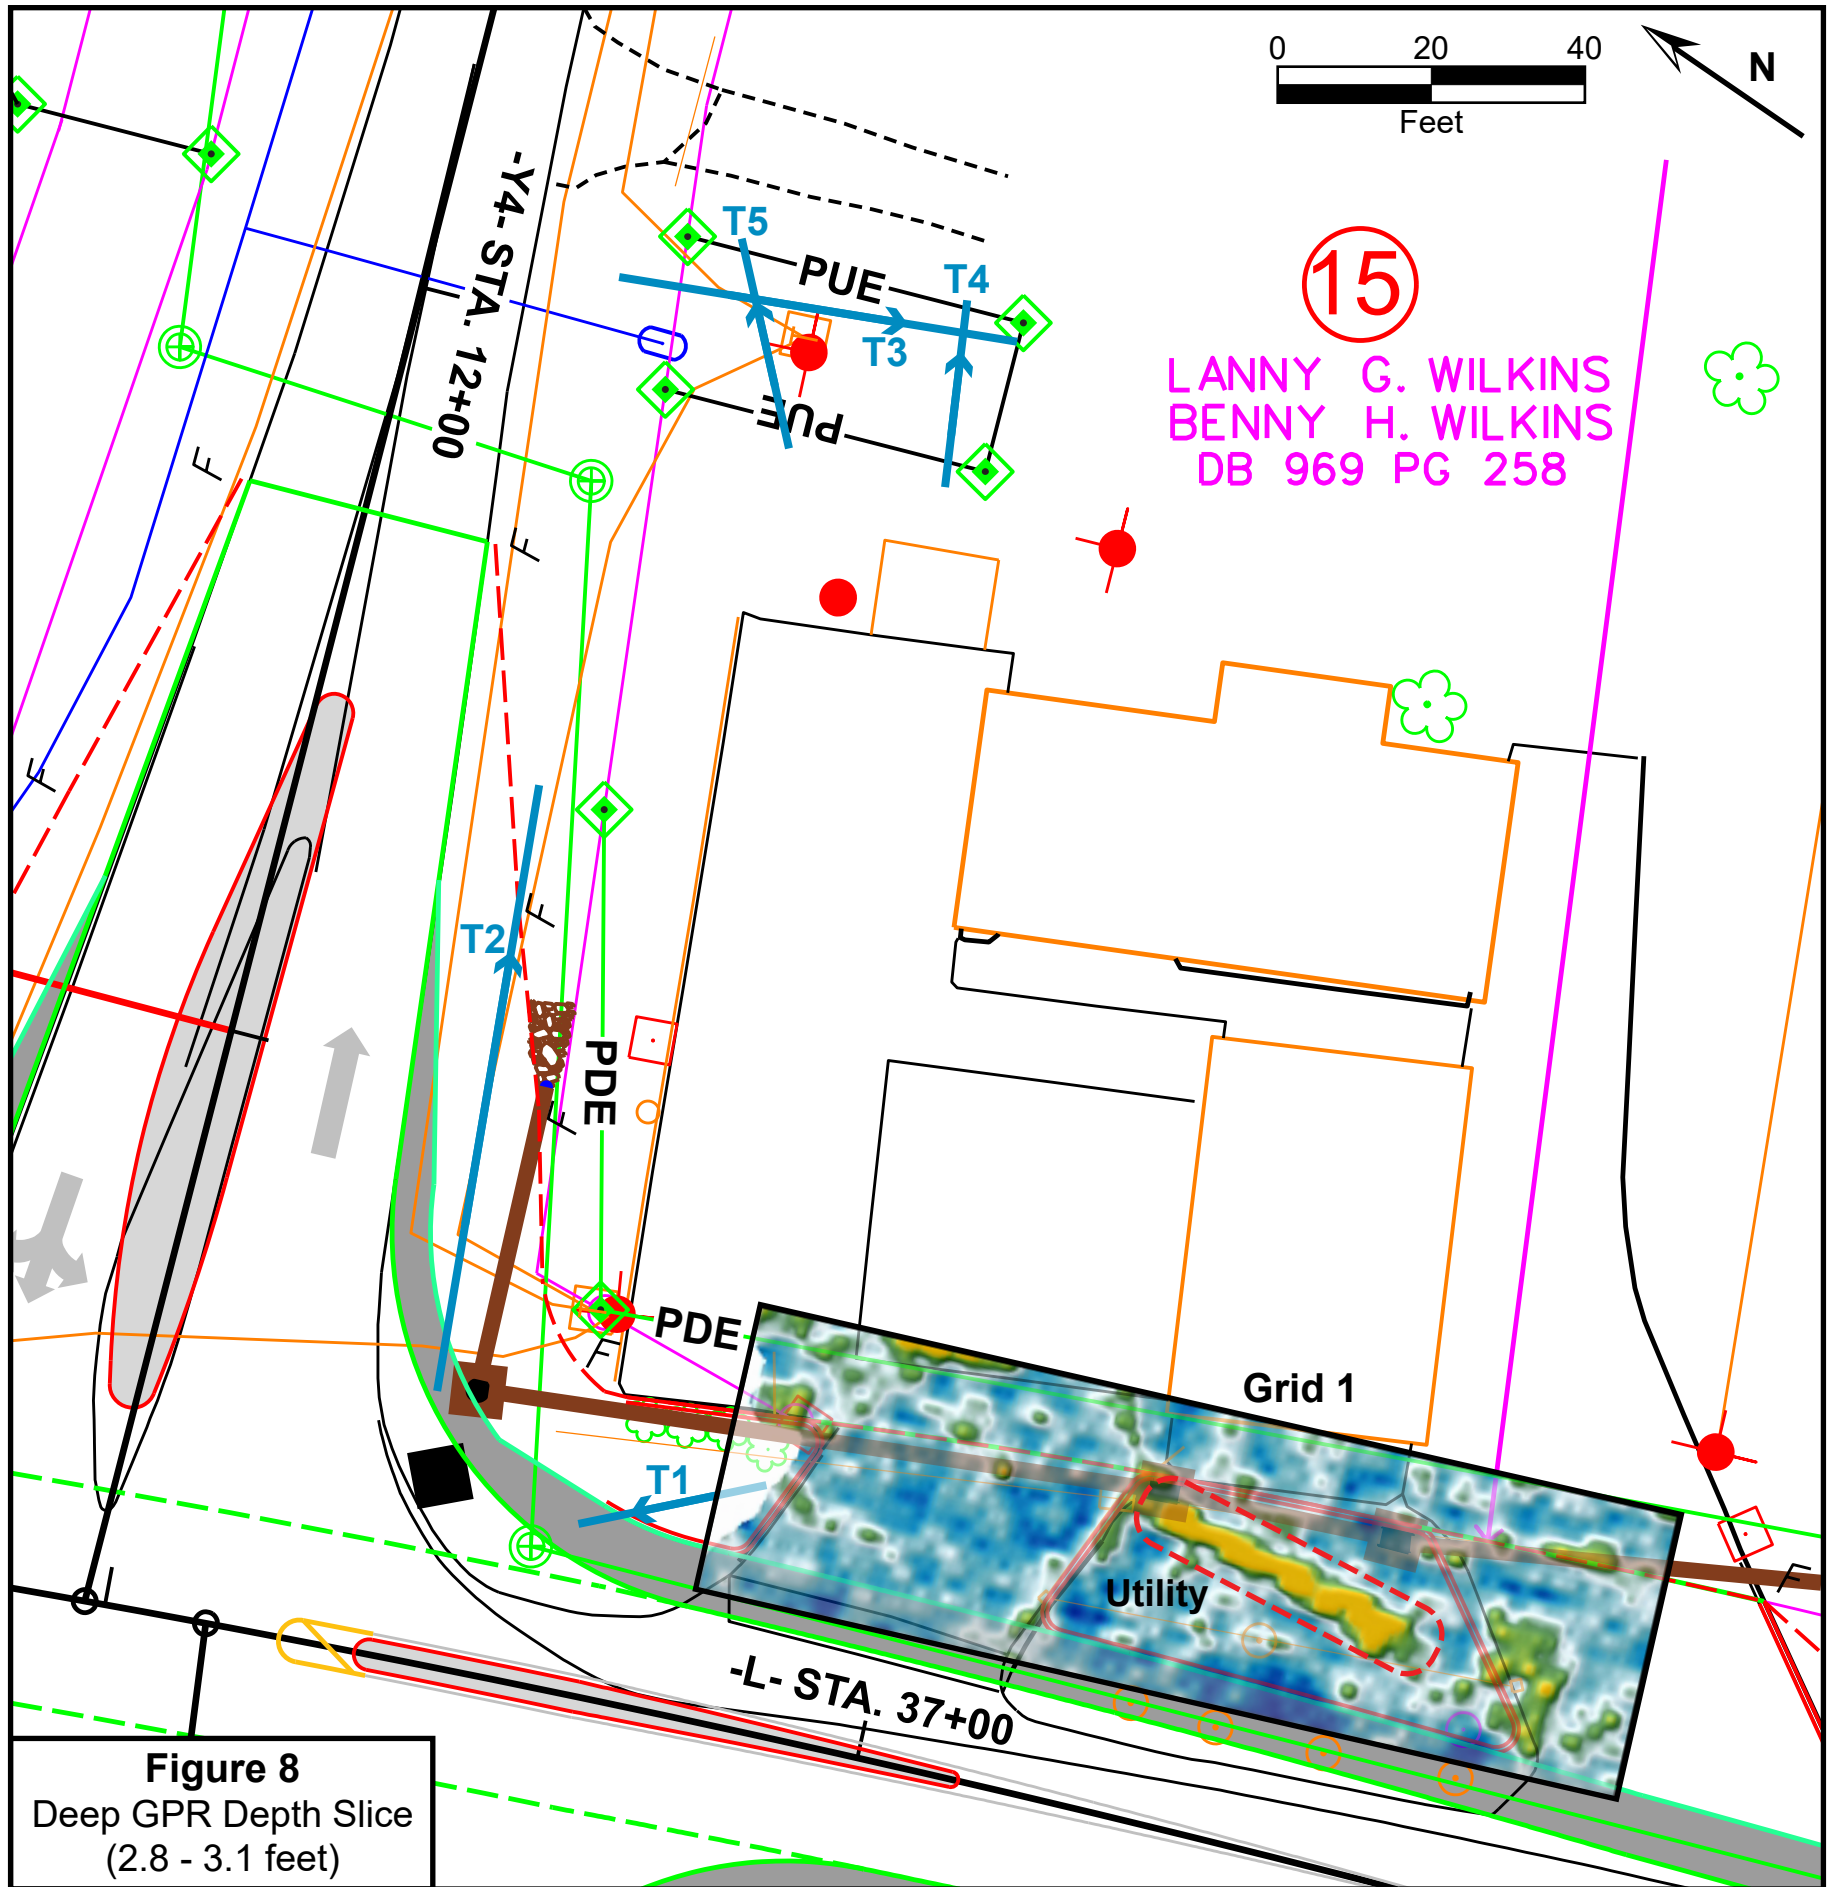 0 20 40
Feet
N
-Y4- STA. 12+00
T5
PUE
T4
T3
PUE
15
LANNY G. WILKINS
BENNY H. WILKINS
DB 969 PG 258
F
F
F
F
T2
PDE
F
PDE
F
Grid 1
T1
Utility
F
-L- STA. 37+00
Figure 8
Deep GPR Depth Slice
(2.8 - 3.1 feet)